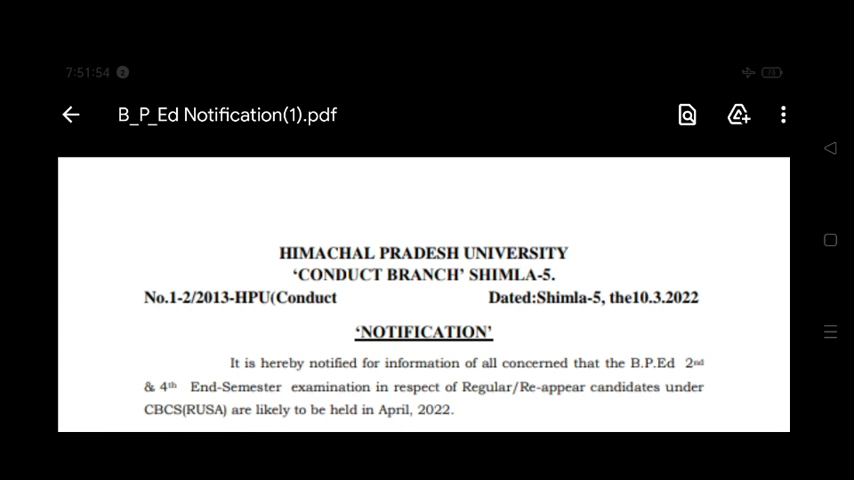 7:51:54 2
B_P_Ed Notification(1).pdf
HIMACHAL PRADESH UNIVERSITY
‘CONDUCT BRANCH’ SHIMLA-5.
No.1-2/2013-HPU(Conduct Dated:Shimla-5, the10.3.2022
‘NOTIFICATION’
It is hereby notified for information of all concerned that the B.P.Ed 2nd
& 4th End-Semester examination in respect of Regular/Re-appear candidates under
CBCS(RUSA) are likely to be held in April, 2022.